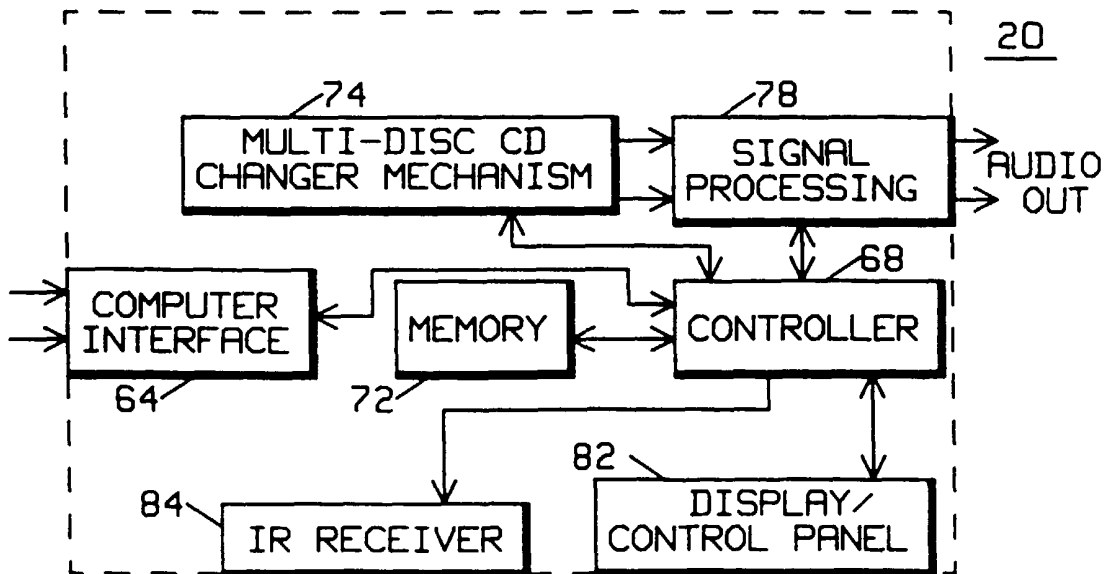 20
74
MULTI-DISC CD
CHANGER MECHANISM
78
SIGNAL
PROCESSING
AUDIO
OUT
68
COMPUTER
INTERFACE
64
MEMORY
72
CONTROLLER
84
IR RECEIVER
82
DISPLAY/
CONTROL PANEL